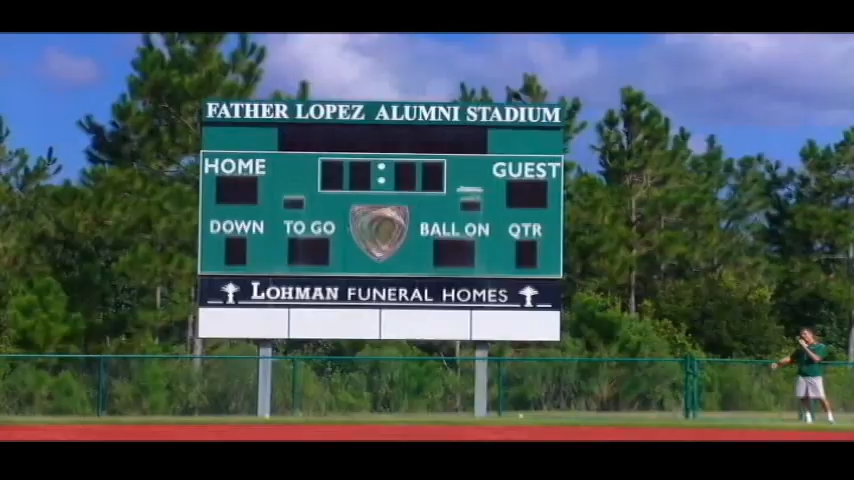 FATHER LOPEZ ALUMNI STADIUM
HOME GUEST
DOWN TO GO BALL ON QTR
LOHMAN FUNERAL HOMES